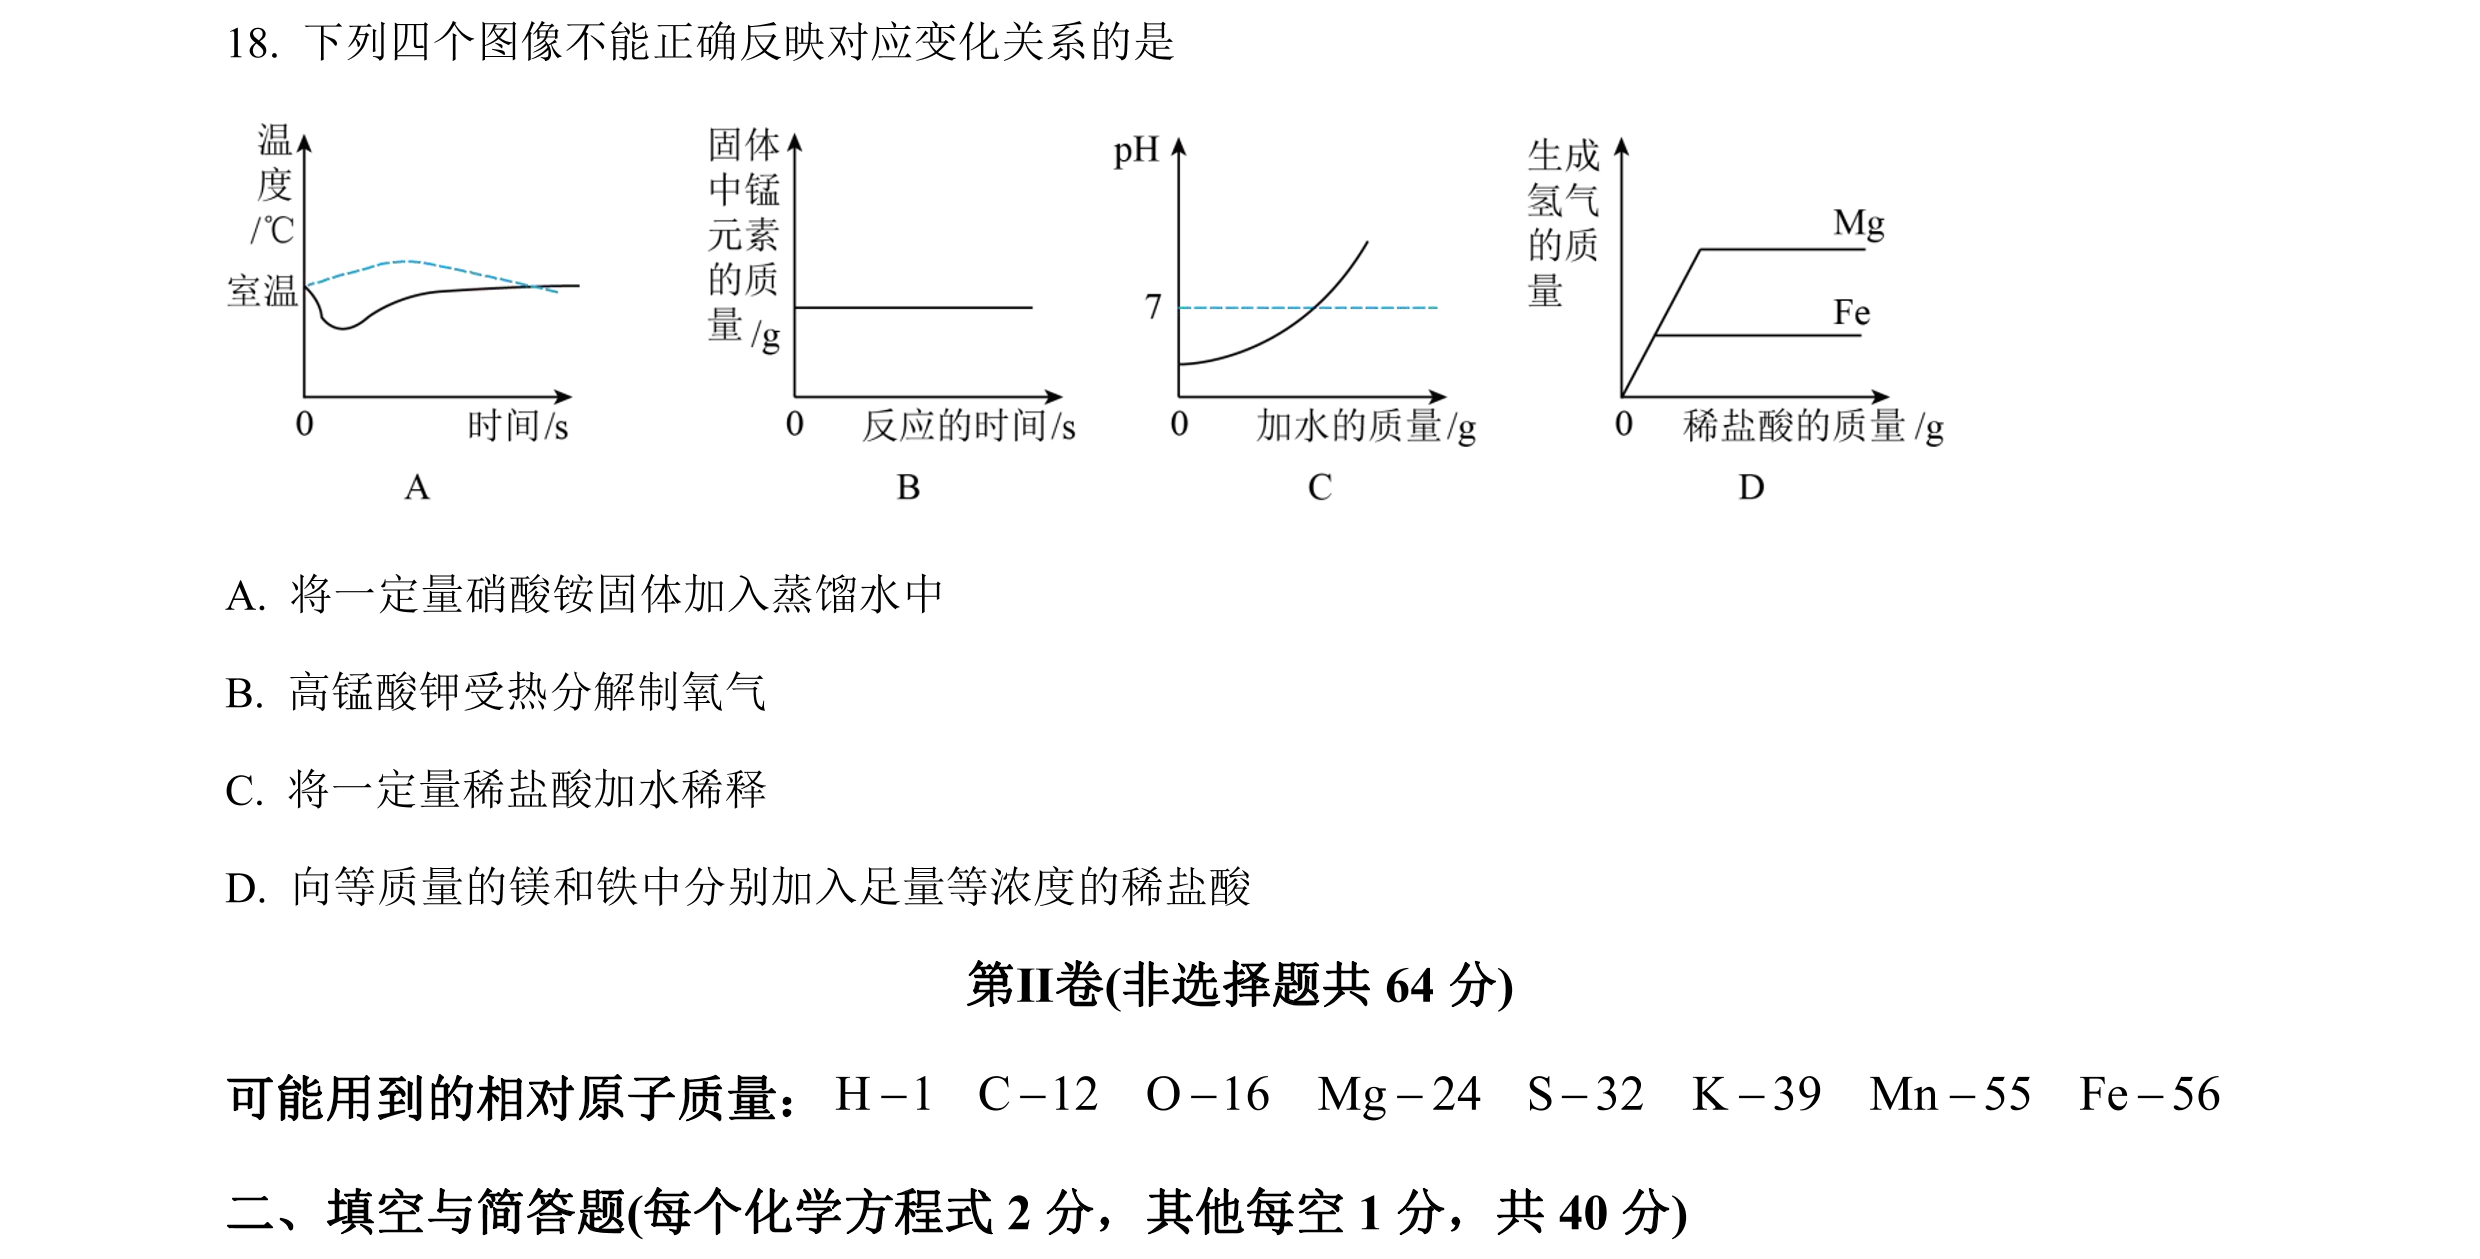 18. 下列四个图像不能正确反映对应变化关系的是
温度/℃
室温
0
时间/s
A
固体中锰元素的质量/g
0
反应的时间/s
B
pH
7
0
加水的质量/g
C
生成氢气的质量
Mg
Fe
0
稀盐酸的质量/g
D
A. 将一定量硝酸铵固体加入蒸馏水中
B. 高锰酸钾受热分解制氧气
C. 将一定量稀盐酸加水稀释
D. 向等质量的镁和铁中分别加入足量等浓度的稀盐酸
第II卷(非选择题共 64 分)
可能用到的相对原子质量：H－1 C－12 O－16 Mg－24 S－32 K－39 Mn－55 Fe－56
二、填空与简答题(每个化学方程式 2 分，其他每空 1 分，共 40 分)